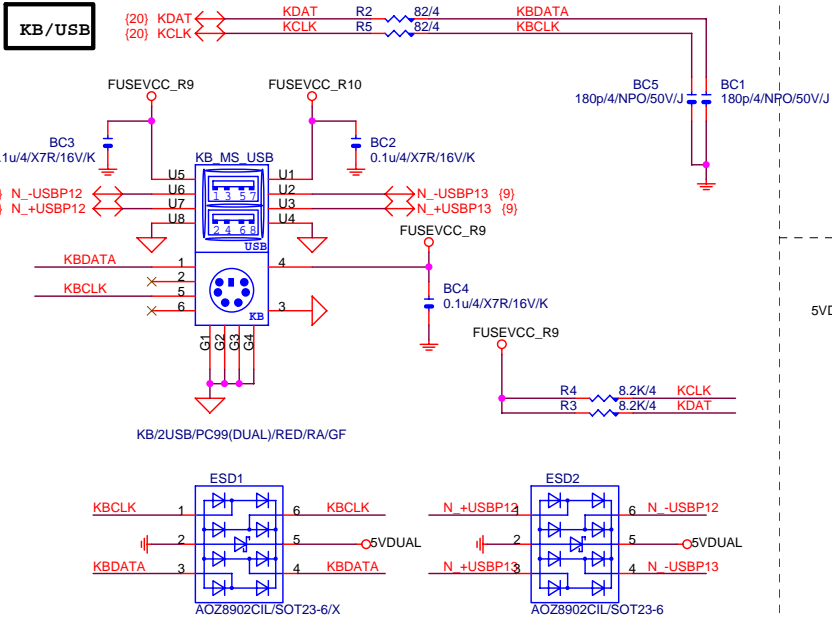 KB/USB
{20} KDAT KDAT R2 82/4 KBDATA
{20} KCLK KCLK R5 82/4 KBCLK
BC5 BC1
180p/4/NPO/50V/J 180p/4/NPO/50V/J
FUSEVCC_R9 FUSEVCC_R10
BC3 BC2
.1u/4/X7R/16V/K 0.1u/4/X7R/16V/K
KB_MS_USB
U5 U1
} N_-USBP12 U6 U2 N_-USBP13 {9}
} N_+USBP12 U7 U3 N_+USBP13 {9}
U8 U4
1 3 5 7
2 4 6 8
USB
FUSEVCC_R9
KBDATA 1 4
2
KBCLK 5
6 3
KB
BC4
0.1u/4/X7R/16V/K
5VD
G1 G2 G3 G4
FUSEVCC_R9
R4 8.2K/4 KCLK
R3 8.2K/4 KDAT
KB/2USB/PC99(DUAL)/RED/RA/GF
ESD1 ESD2
KBCLK 1 6 KBCLK N_+USBP12 1 6 N_-USBP12
2 5 5VDUAL 2 5 5VDUAL
KBDATA 3 4 KBDATA N_+USBP13 3 4 N_-USBP13
AOZ8902CIL/SOT23-6/X AOZ8902CIL/SOT23-6